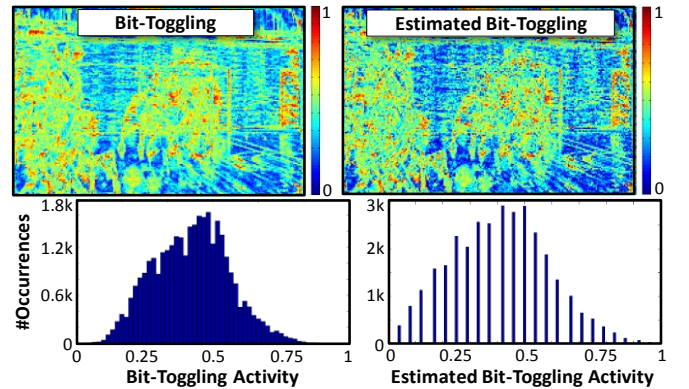 Bit-Toggling
1
0
Estimated Bit-Toggling
1
0
#Occurrences
1.8k
1.2k
0.6k
0
0 0.25 0.5 0.75 1
Bit-Toggling Activity
3k
2k
1k
0
0 0.25 0.5 0.75 1
Estimated Bit-Toggling Activity